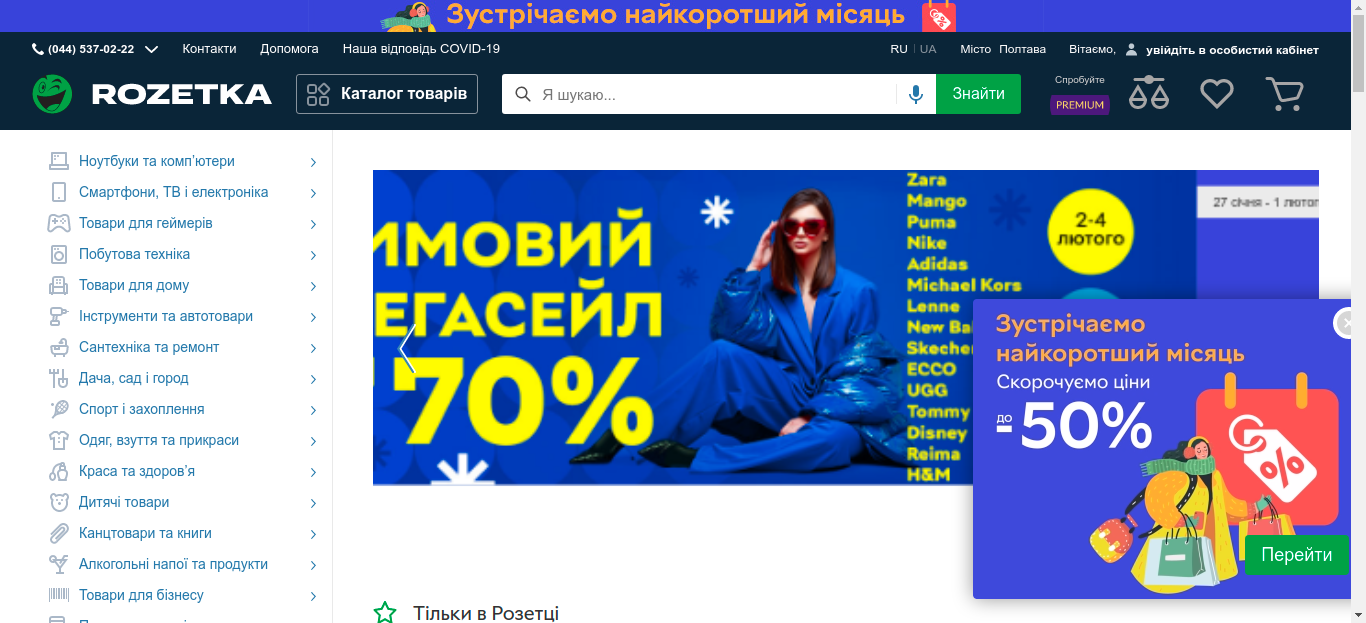 Зустрічаємо найкоротший місяць
(044) 537-02-22 Контакти Допомога Наша відповідь COVID-19 RU UA Місто Полтава Вітаємо, увійдіть в особистий кабінет
ROZETKA Каталог товарів Я шукаю... Знайти Спробуйте PREMIUM
Ноутбуки та комп'ютери
Смартфони, ТВ і електроніка
Товари для геймерів
Побутова техніка
Товари для дому
Інструменти та автотовари
Сантехніка та ремонт
Дача, сад і город
Спорт і захоплення
Одяг, взуття та прикраси
Краса та здоров'я
Дитячі товари
Канцтовари та книги
Алкогольні напої та продукти
Товари для бізнесу
ИМОВИЙ
ЕГАСЕЙЛ
-70%
Zara
Mango
Puma
Nike
Adidas
Michael Kors
Lenne
New Ba
Skecher
ECCO
UGG
Tommy
Disney
Reima
H&M
2-4
ЛЮТОГО
27 січня - 1 лютог
Зустрічаємо
найкоротший місяць
Скорочуємо ціни
до
-50%
%
Перейти
Тільки в Розетці